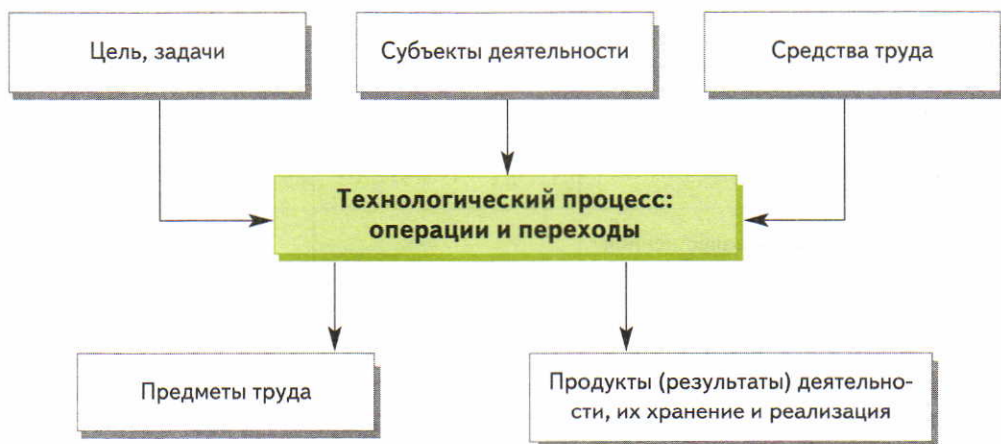 Цель, задачи
Субъекты деятельности
Средства труда
Технологический процесс:
операции и переходы
Предметы труда
Продукты (результаты) деятельно-
сти, их хранение и реализация